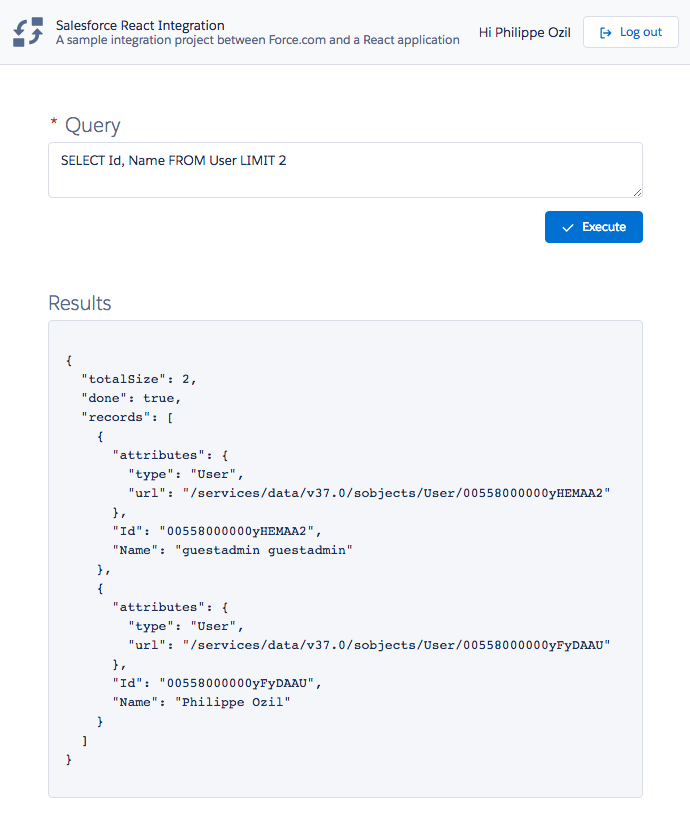 Salesforce React Integration
A sample integration project between Force.com and a React application
Hi Philippe Ozil
Log out
* Query
SELECT Id, Name FROM User LIMIT 2
Execute
Results
{
  "totalSize": 2,
  "done": true,
  "records": [
    {
      "attributes": {
        "type": "User",
        "url": "/services/data/v37.0/sobjects/User/00558000000yHEMAA2"
      },
      "Id": "00558000000yHEMAA2",
      "Name": "guestadmin guestadmin"
    },
    {
      "attributes": {
        "type": "User",
        "url": "/services/data/v37.0/sobjects/User/00558000000yFyDAAU"
      },
      "Id": "00558000000yFyDAAU",
      "Name": "Philippe Ozil"
    }
  ]
}